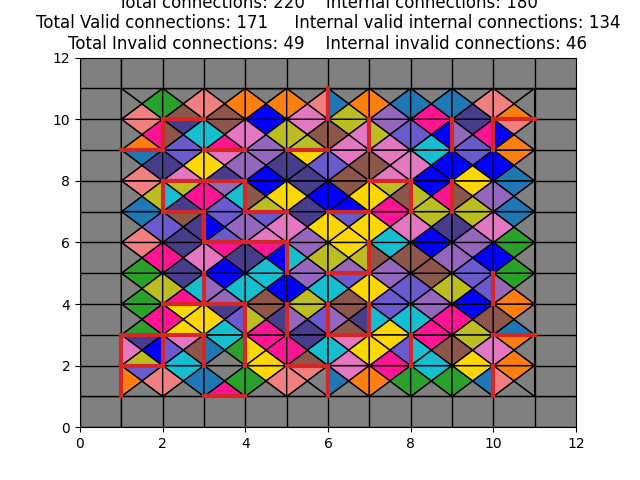 Total connections: 220    Internal connections: 180
Total Valid connections: 171    Internal valid internal connections: 134
Total Invalid connections: 49    Internal invalid connections: 46
12
10
8
6
4
2
0
0 2 4 6 8 10 12